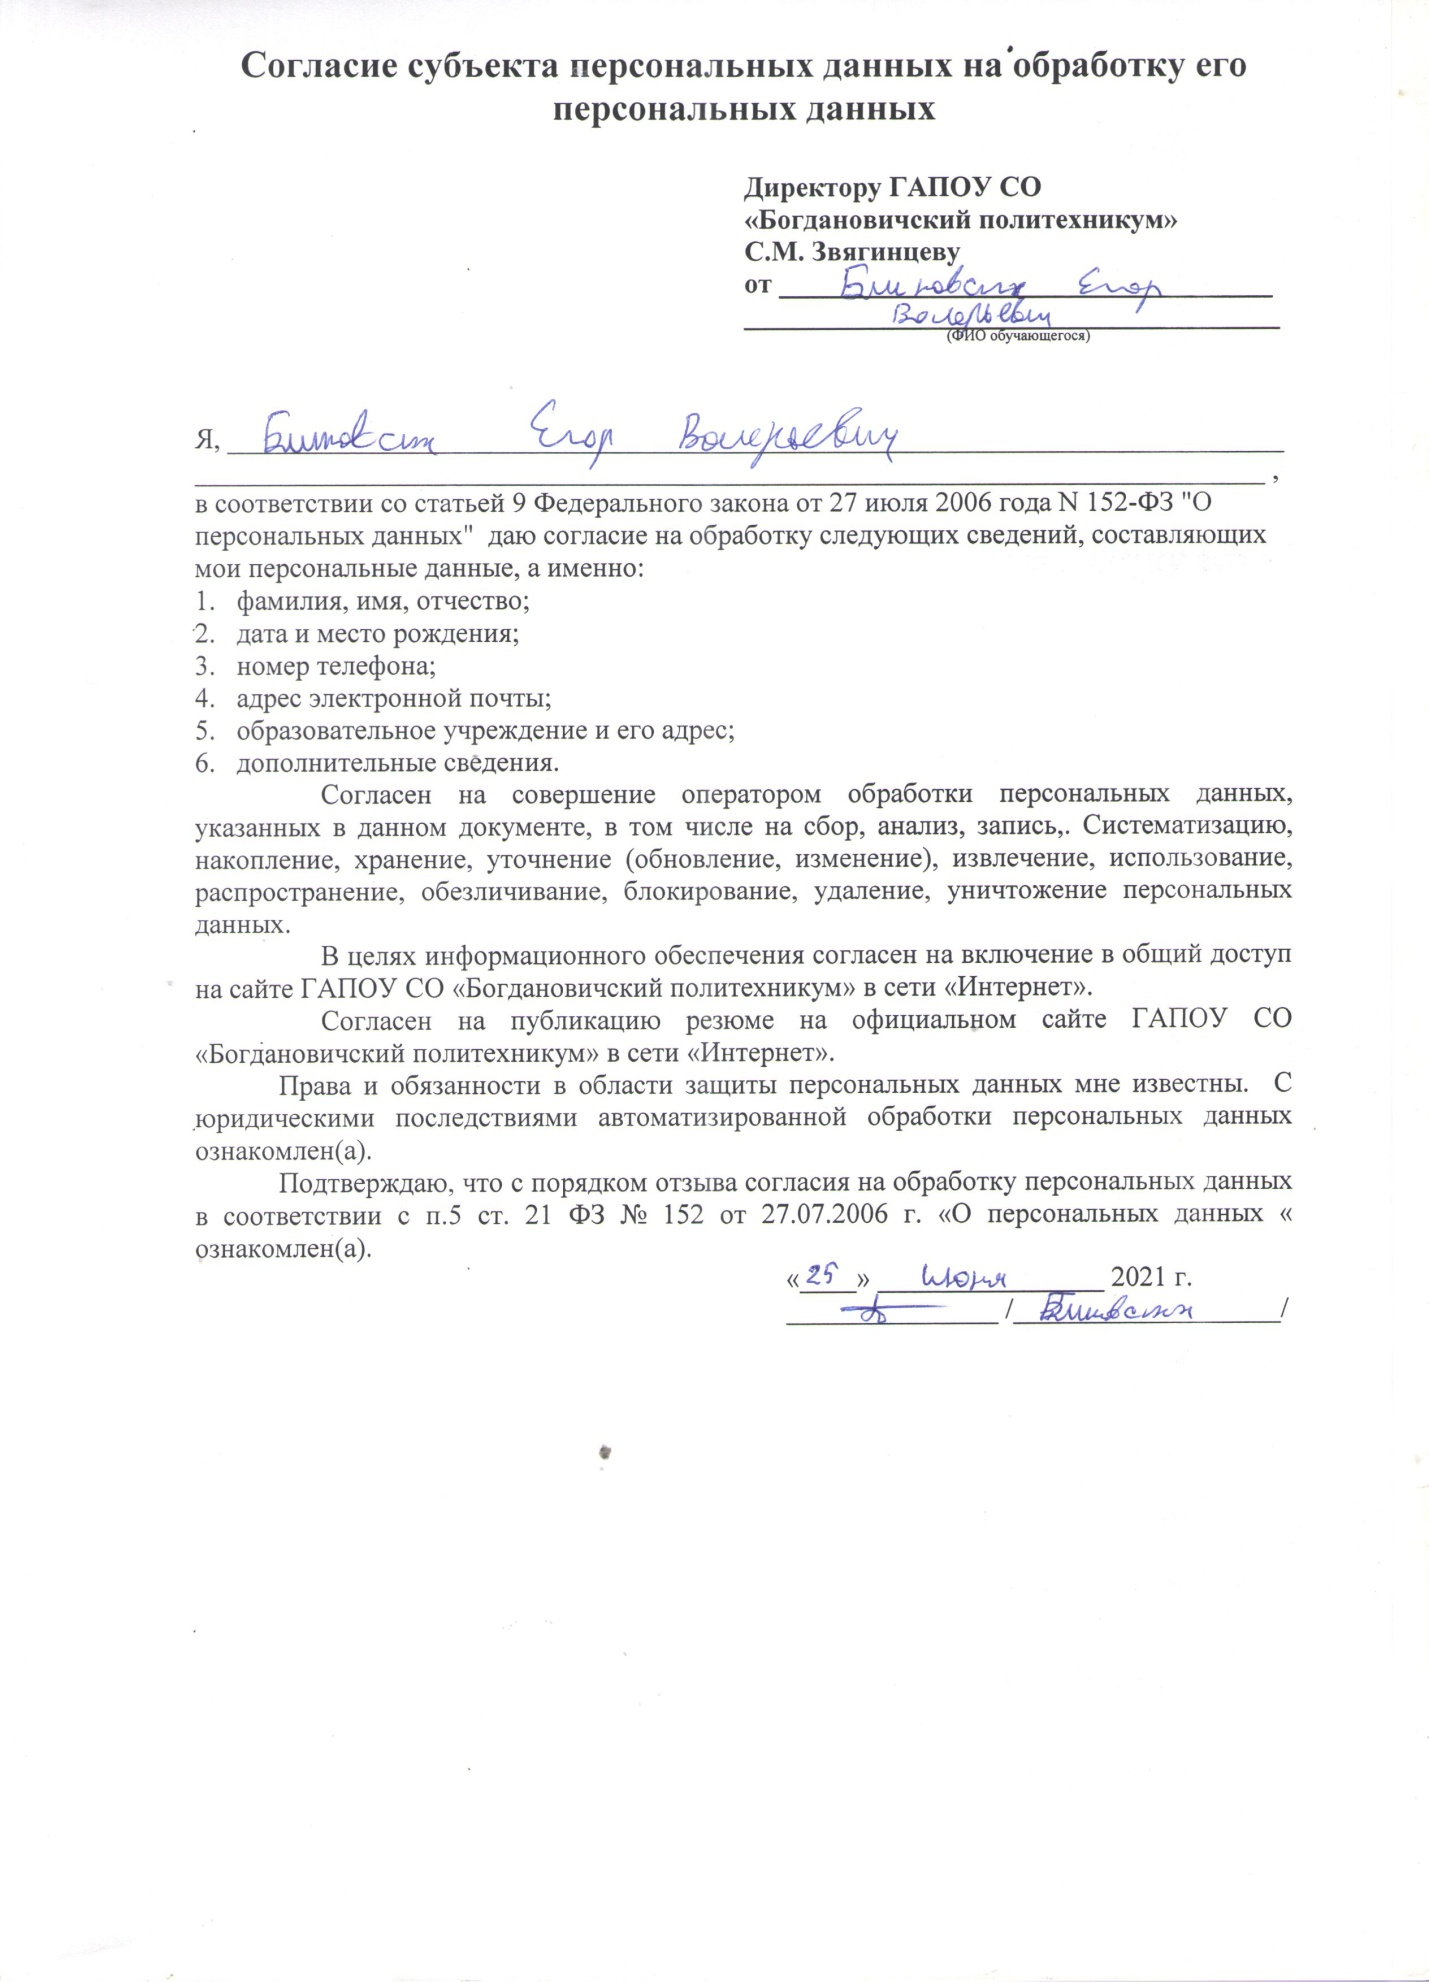 Согласие субъекта персональных данных на обработку его
персональных данных
Директору ГАПОУ СО
«Богдановичский политехникум»
С.М. Звягинцеву
от Егор
Валерьевич
(ФИО обучающегося)
Я, Егор Валерьевич
,
в соответствии со статьей 9 Федерального закона от 27 июля 2006 года N 152-ФЗ "О
персональных данных" даю согласие на обработку следующих сведений, составляющих
мои персональные данные, а именно:
1. фамилия, имя, отчество;
2. дата и место рождения;
3. номер телефона;
4. адрес электронной почты;
5. образовательное учреждение и его адрес;
6. дополнительные сведения.
Согласен на совершение оператором обработки персональных данных,
указанных в данном документе, в том числе на сбор, анализ, запись,. Систематизацию,
накопление, хранение, уточнение (обновление, изменение), извлечение, использование,
распространение, обезличивание, блокирование, удаление, уничтожение персональных
данных.
В целях информационного обеспечения согласен на включение в общий доступ
на сайте ГАПОУ СО «Богдановичский политехникум» в сети «Интернет».
Согласен на публикацию резюме на официальном сайте ГАПОУ СО
«Богдановичский политехникум» в сети «Интернет».
Права и обязанности в области защиты персональных данных мне известны. С
юридическими последствиями автоматизированной обработки персональных данных
ознакомлен(а).
Подтверждаю, что с порядком отзыва согласия на обработку персональных данных
в соответствии с п.5 ст. 21 ФЗ № 152 от 27.07.2006 г. «О персональных данных «
ознакомлен(а).
«25» июня 2021 г.
/ /